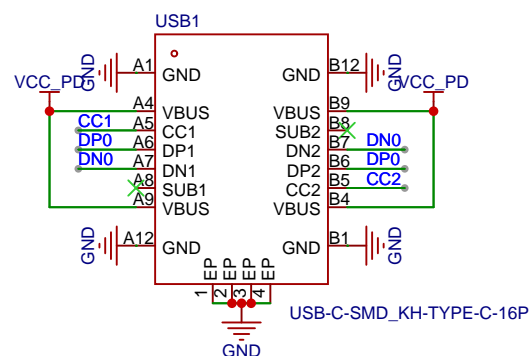 USB1
GND A1 GND GND B12 GND
VCC_PD VCC_PD
A4 VBUS VBUS B9
CC1 A5 CC1 SUB2 B8
DP0 A6 DP1 DN2 B7 DN0
DN0 A7 DN1 DP2 B6 DP0
A8 SUB1 CC2 B5 CC2
A9 VBUS VBUS B4
GND A12 GND GND B1 GND
EP EP EP EP
1 2 3 4
USB-C-SMD_KH-TYPE-C-16P
GND